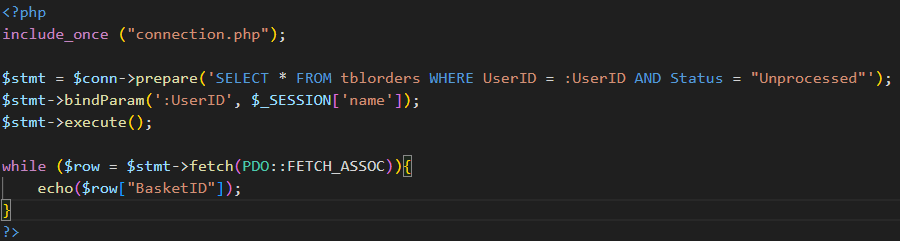 <?php
include_once ("connection.php");
$stmt = $conn->prepare('SELECT * FROM tblorders WHERE UserID = :UserID AND Status = "Unprocessed"');
$stmt->bindParam(':UserID', $_SESSION['name']);
$stmt->execute();
while ($row = $stmt->fetch(PDO::FETCH_ASSOC)){
    echo($row["BasketID"]);
}
?>